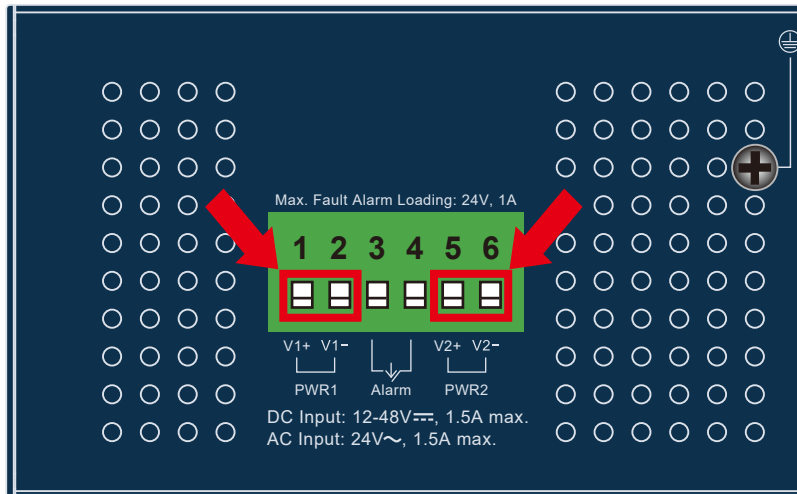 Max. Fault Alarm Loading: 24V, 1A
1 2 3 4 5 6
V1+ V1- V2+ V2-
PWR1 Alarm PWR2
DC Input: 12-48V⎓, 1.5A max.
AC Input: 24V～, 1.5A max.